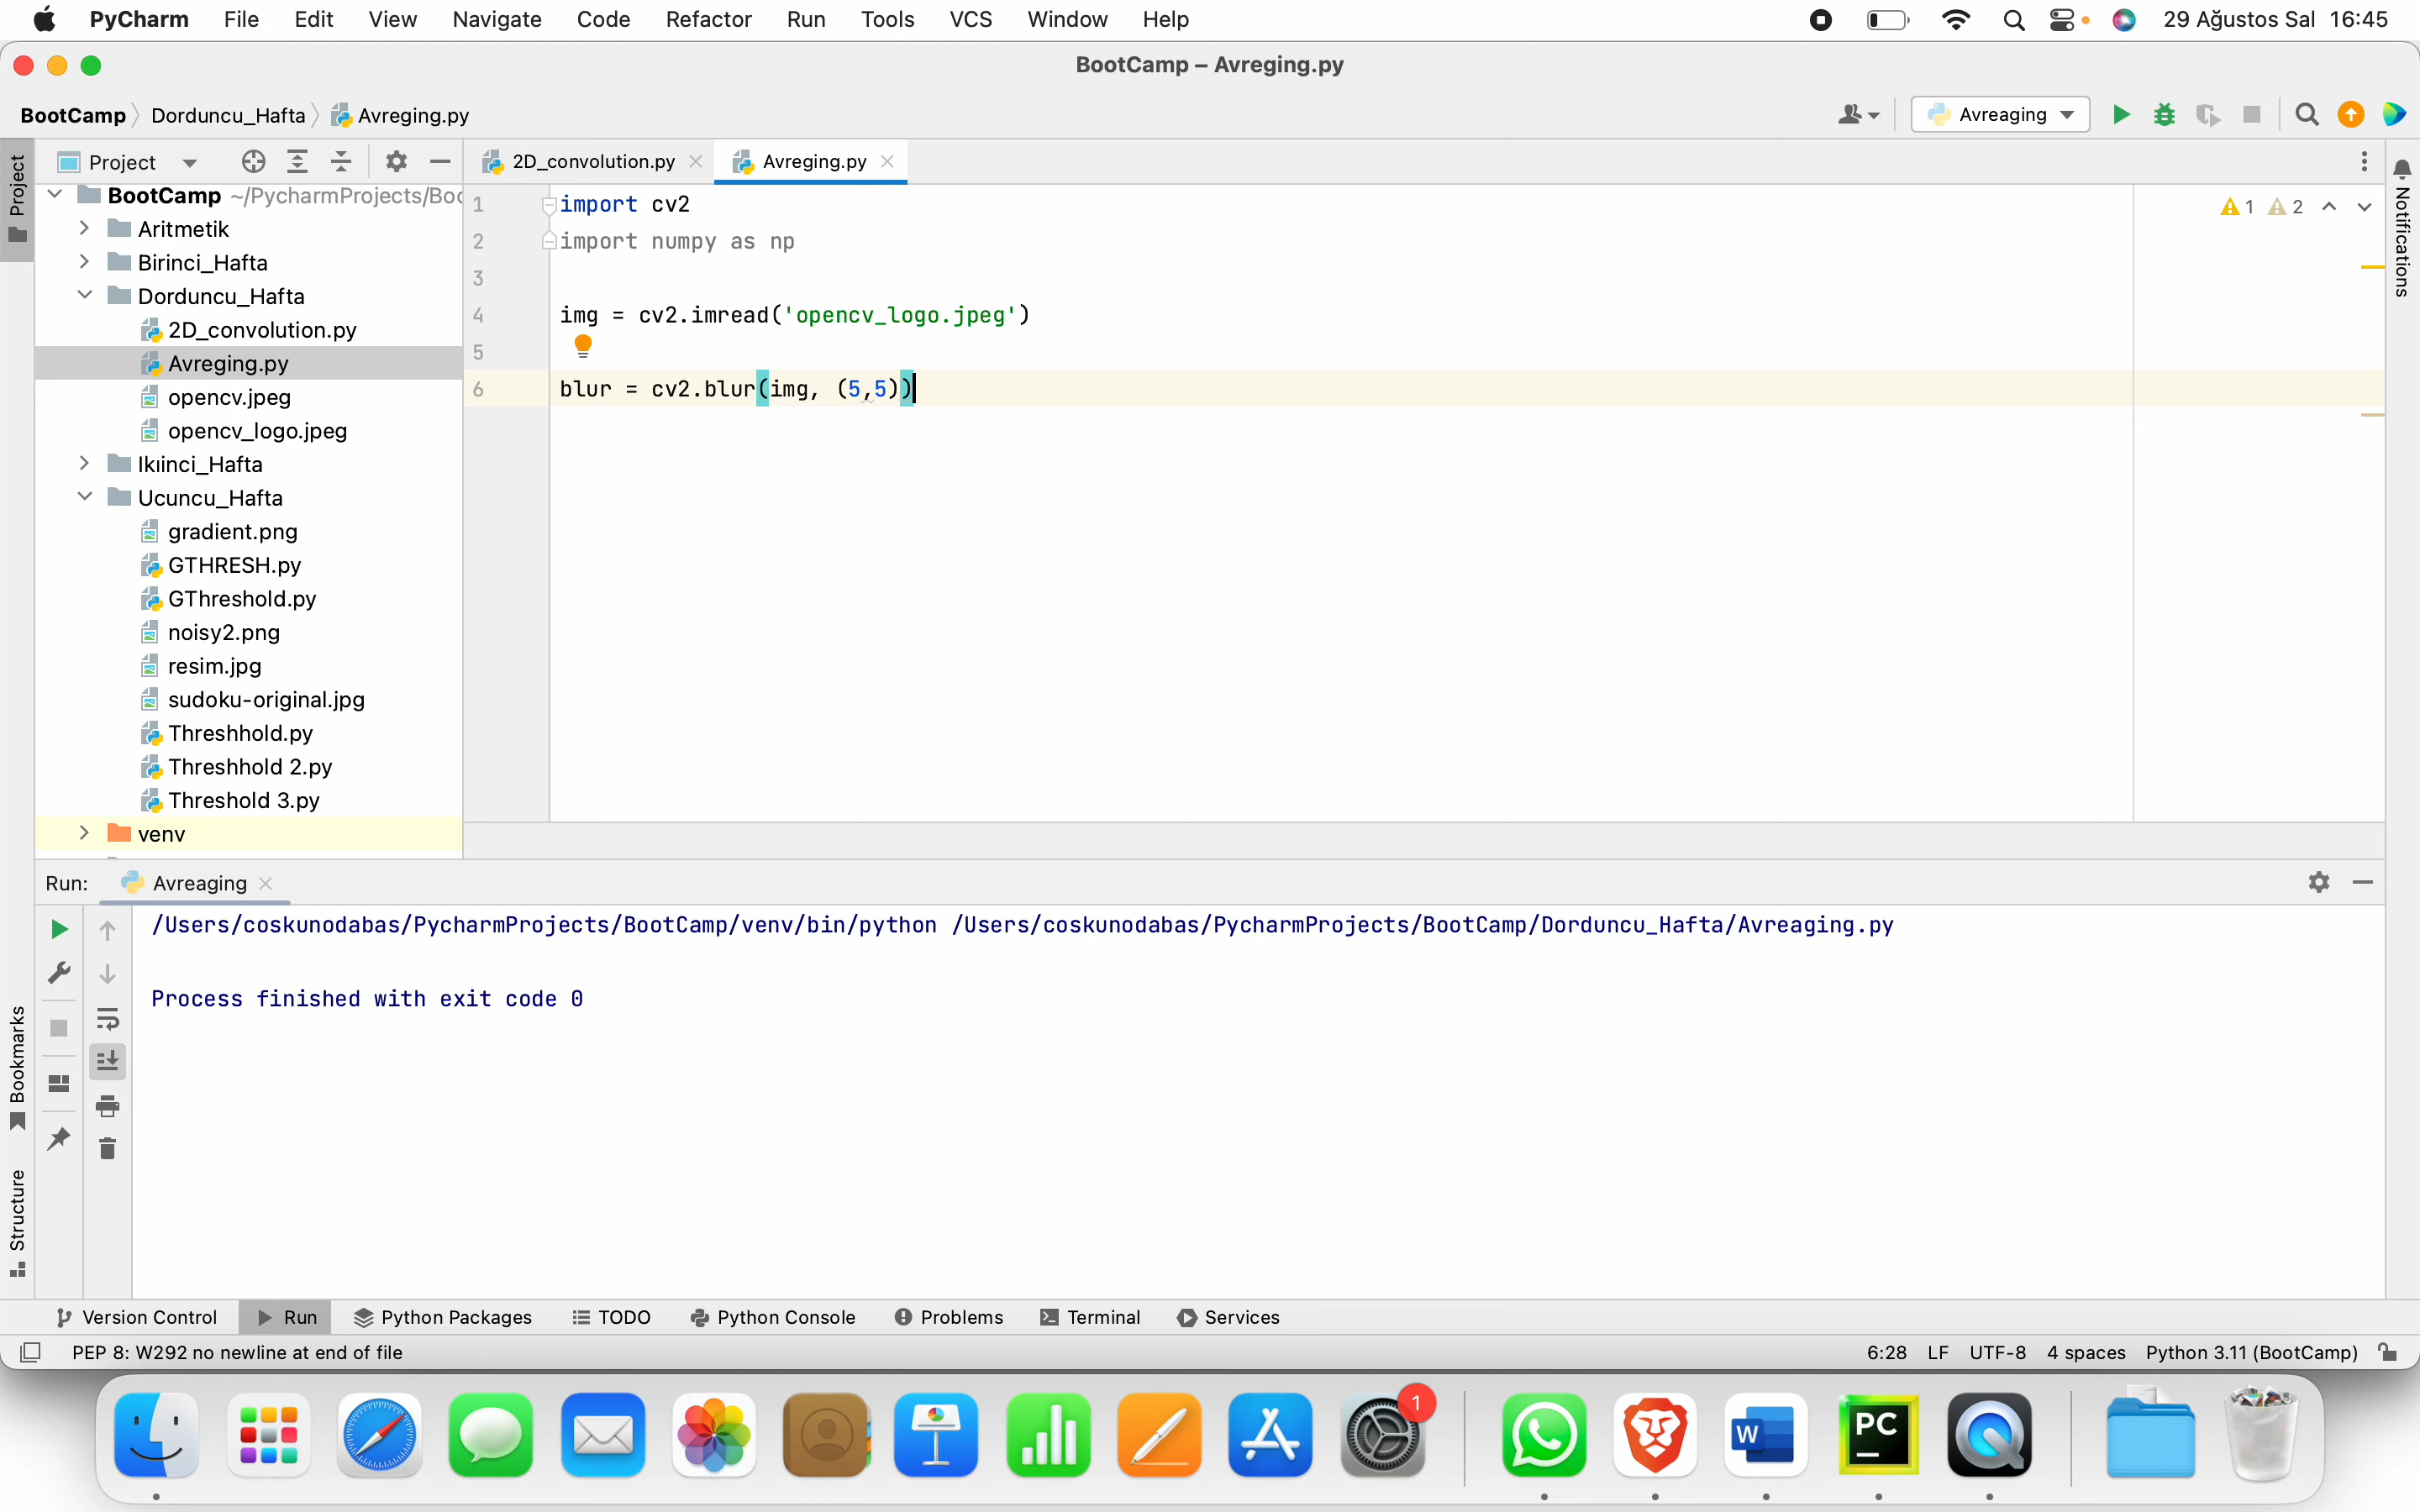 PyCharm File Edit View Navigate Code Refactor Run Tools VCS Window Help 29 Ağustos Sal 16:45
BootCamp – Avreging.py
BootCamp Dorduncu_Hafta Avreging.py Avreaging
Project Project 2D_convolution.py Avreging.py Notifications
BootCamp ~/PycharmProjects/Boo
Aritmetik
Birinci_Hafta
Dorduncu_Hafta
2D_convolution.py
Avreging.py
opencv.jpeg
opencv_logo.jpeg
Ikiinci_Hafta
Ucuncu_Hafta
gradient.png
GTHRESH.py
GThreshold.py
noisy2.png
resim.jpg
sudoku-original.jpg
Threshhold.py
Threshhold 2.py
Threshold 3.py
venv
1 import cv2
2 import numpy as np
3
4 img = cv2.imread('opencv_logo.jpeg')
5
6 blur = cv2.blur(img, (5,5))
1 2
Run: Avreaging
/Users/coskunodabas/PycharmProjects/BootCamp/venv/bin/python /Users/coskunodabas/PycharmProjects/BootCamp/Dorduncu_Hafta/Avreaging.py
Process finished with exit code 0
Bookmarks
Structure
Version Control Run Python Packages TODO Python Console Problems Terminal Services
PEP 8: W292 no newline at end of file 6:28 LF UTF-8 4 spaces Python 3.11 (BootCamp)
1
W
PC